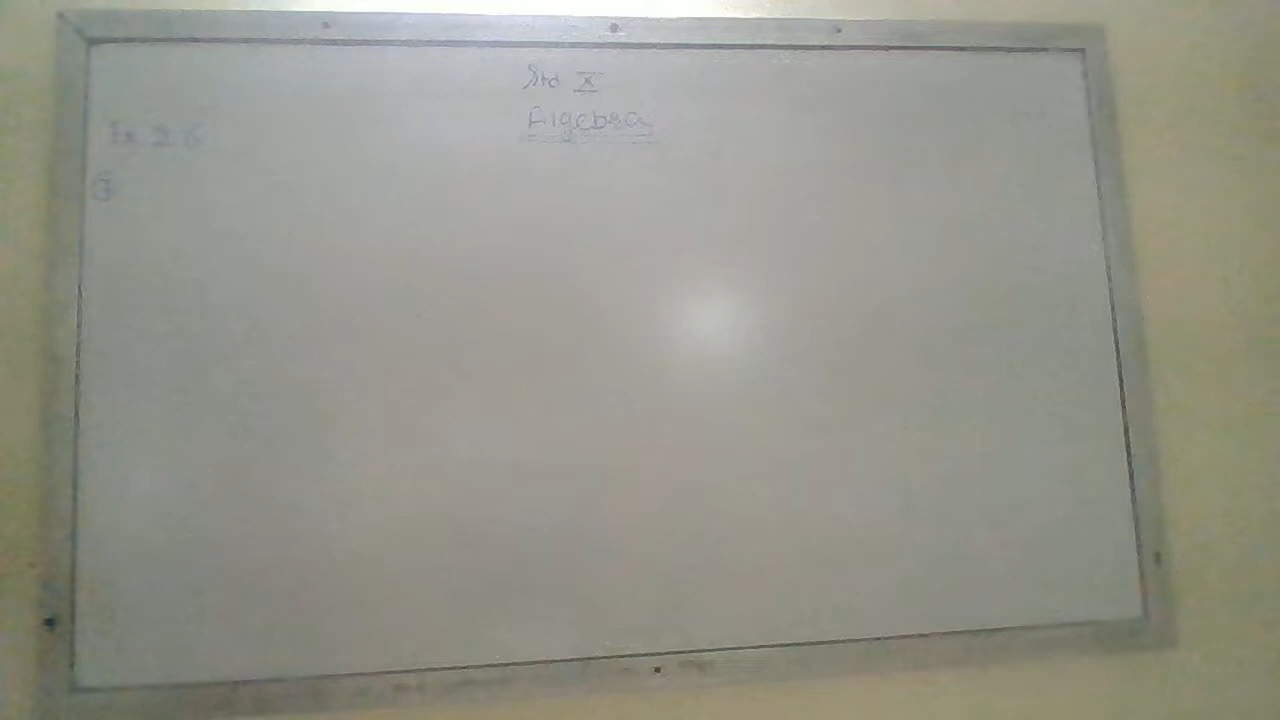 Std X
Algebra
Ex. 2.6
③